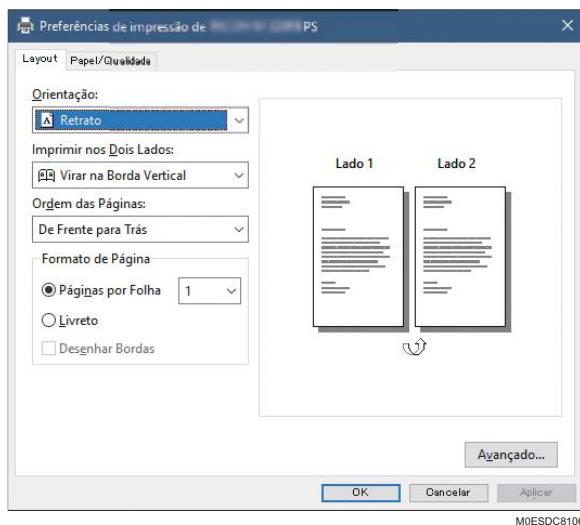 Preferências de impressão de PS
Layout Papel/Qualidade
Orientação:
Retrato
Imprimir nos Dois Lados:
Virar na Borda Vertical
Ordem das Páginas:
De Frente para Trás
Formato de Página
Páginas por Folha 1
Livreto
Desenhar Bordas
Lado 1 Lado 2
Avançado...
OK Cancelar Aplicar